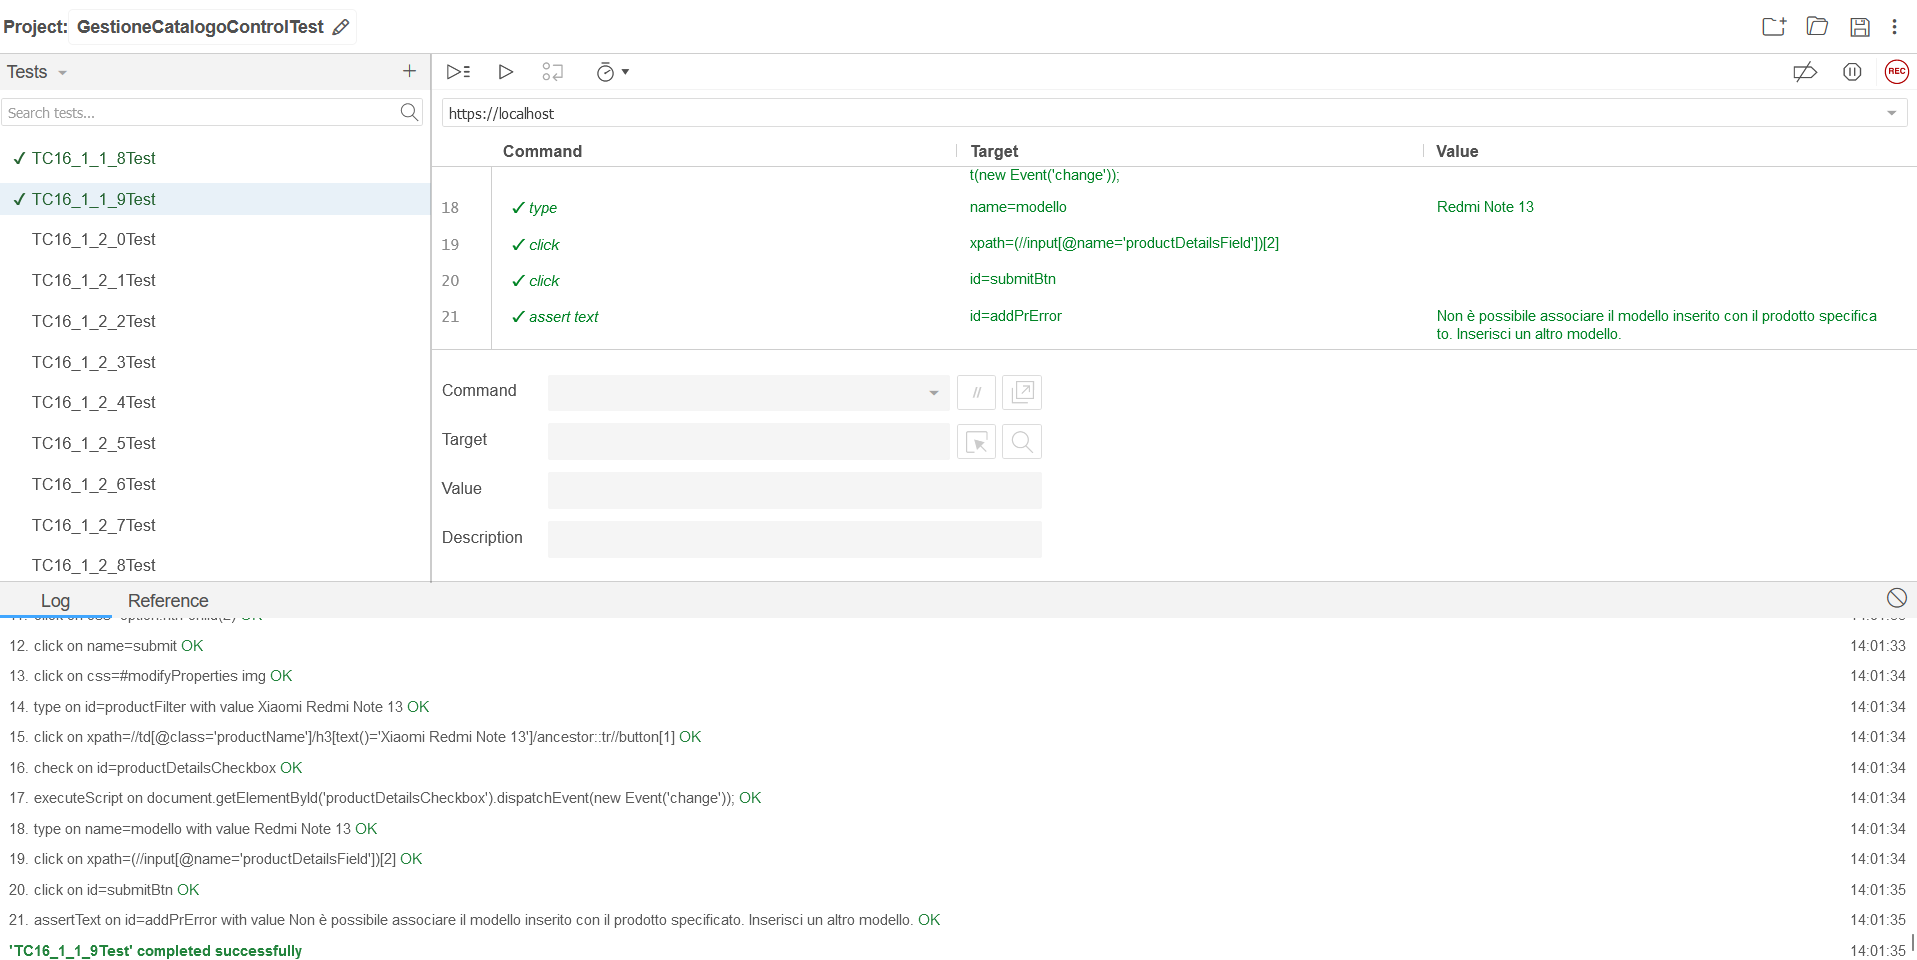 Project: GestioneCatalogoControlTest
Tests
Search tests...
TC16_1_1_8Test
TC16_1_1_9Test
TC16_1_2_0Test
TC16_1_2_1Test
TC16_1_2_2Test
TC16_1_2_3Test
TC16_1_2_4Test
TC16_1_2_5Test
TC16_1_2_6Test
TC16_1_2_7Test
TC16_1_2_8Test
REC
https://localhost
Command Target Value
t(new Event('change'));
18 ✓ type name=modello Redmi Note 13
19 ✓ click xpath=(//input[@name='productDetailsField'])[2]
20 ✓ click id=submitBtn
21 ✓ assert text id=addPrError Non è possibile associare il modello inserito con il prodotto specifica
to. Inserisci un altro modello.
Command //
Target
Value
Description
Log Reference
12. click on name=submit OK 14:01:33
13. click on css=#modifyProperties img OK 14:01:34
14. type on id=productFilter with value Xiaomi Redmi Note 13 OK 14:01:34
15. click on xpath=//td[@class='productName']/h3[text()='Xiaomi Redmi Note 13']/ancestor::tr//button[1] OK 14:01:34
16. check on id=productDetailsCheckbox OK 14:01:34
17. executeScript on document.getElementById('productDetailsCheckbox').dispatchEvent(new Event('change')); OK 14:01:34
18. type on name=modello with value Redmi Note 13 OK 14:01:34
19. click on xpath=(//input[@name='productDetailsField'])[2] OK 14:01:34
20. click on id=submitBtn OK 14:01:35
21. assertText on id=addPrError with value Non è possibile associare il modello inserito con il prodotto specificato. Inserisci un altro modello. OK 14:01:35
'TC16_1_1_9Test' completed successfully 14:01:35